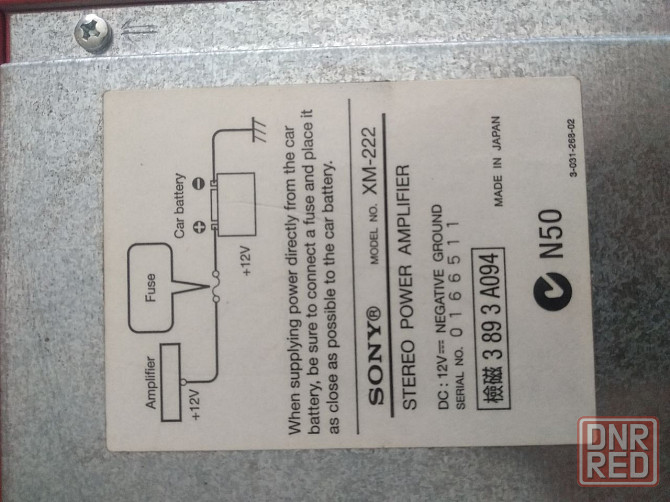 Amplifier
+12V
Fuse
Car battery
+12V
When supplying power directly from the car
battery, be sure to connect a fuse and place it
as close as possible to the car battery.
SONY® MODEL NO. XM-222
STEREO POWER AMPLIFIER
DC : 12V NEGATIVE GROUND
SERIAL NO. 0166511
MADE IN JAPAN
検磁 3 89 3 A094
N50
3-031-268-02
DNR
RED